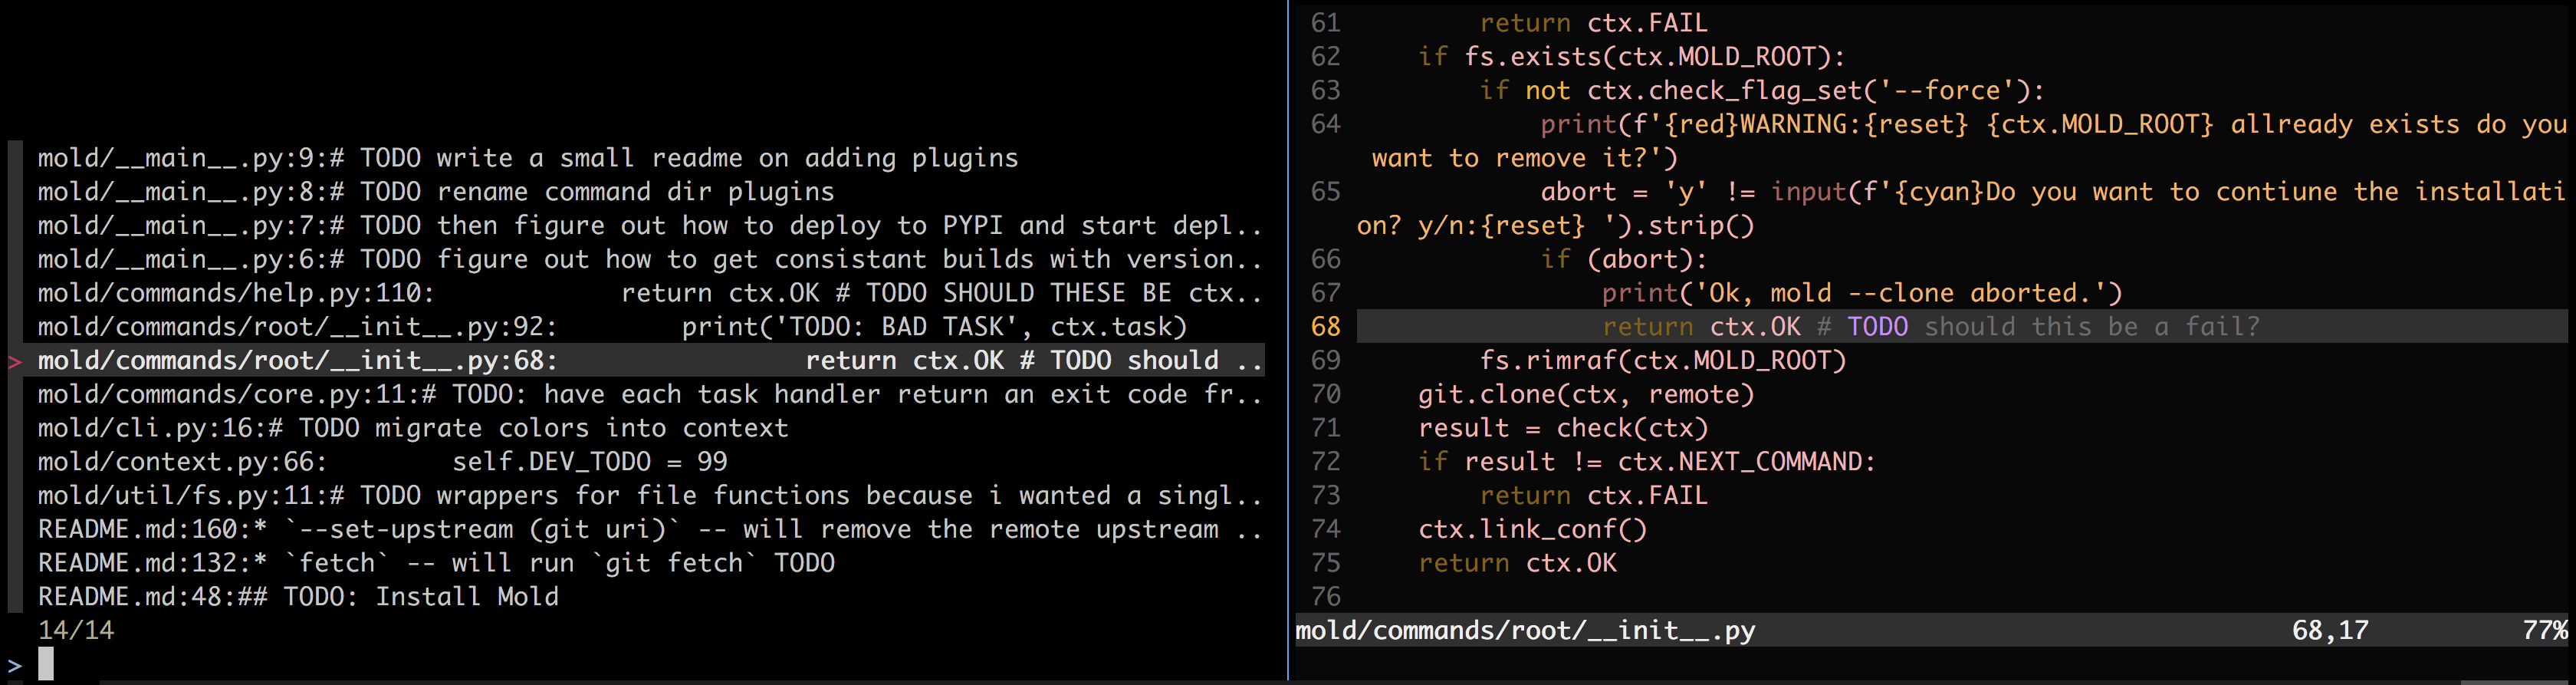 mold/__main__.py:9:# TODO write a small readme on adding plugins
mold/__main__.py:8:# TODO rename command dir plugins
mold/__main__.py:7:# TODO then figure out how to deploy to PYPI and start depl..
mold/__main__.py:6:# TODO figure out how to get consistant builds with version..
mold/commands/help.py:110:            return ctx.OK # TODO SHOULD THESE BE ctx..
mold/commands/root/__init__.py:92:        print('TODO: BAD TASK', ctx.task)
> mold/commands/root/__init__.py:68:                return ctx.OK # TODO should ..
mold/commands/core.py:11:# TODO: have each task handler return an exit code fr..
mold/cli.py:16:# TODO migrate colors into context
mold/context.py:66:        self.DEV_TODO = 99
mold/util/fs.py:11:# TODO wrappers for file functions because i wanted a singl..
README.md:160:* `--set-upstream (git uri)` -- will remove the remote upstream ..
README.md:132:* `fetch` -- will run `git fetch` TODO
README.md:48:## TODO: Install Mold
14/14
>
61         return ctx.FAIL
62     if fs.exists(ctx.MOLD_ROOT):
63         if not ctx.check_flag_set('--force'):
64             print(f'{red}WARNING:{reset} {ctx.MOLD_ROOT} allready exists do you
 want to remove it?')
65             abort = 'y' != input(f'{cyan}Do you want to contiune the installati
on? y/n:{reset} ').strip()
66             if (abort):
67                 print('Ok, mold --clone aborted.')
68                 return ctx.OK # TODO should this be a fail?
69         fs.rimraf(ctx.MOLD_ROOT)
70     git.clone(ctx, remote)
71     result = check(ctx)
72     if result != ctx.NEXT_COMMAND:
73         return ctx.FAIL
74     ctx.link_conf()
75     return ctx.OK
76
mold/commands/root/__init__.py 68,17 77%